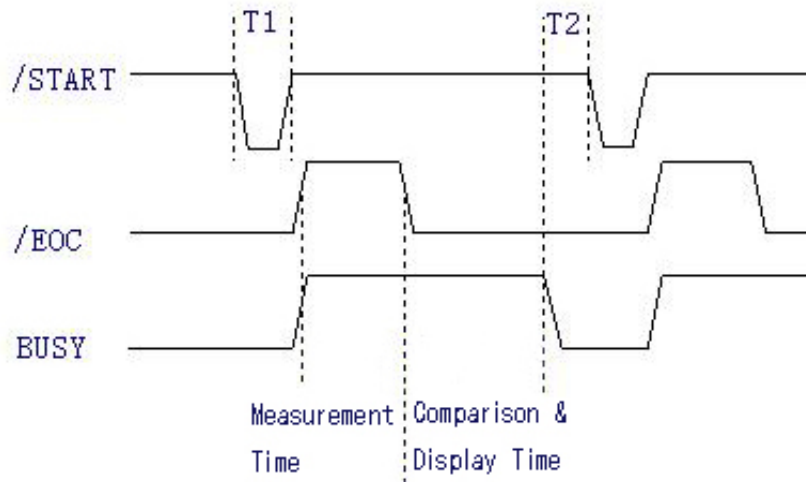 T1
T2
/START
/EOC
BUSY
Measurement Time
Comparison & Display Time